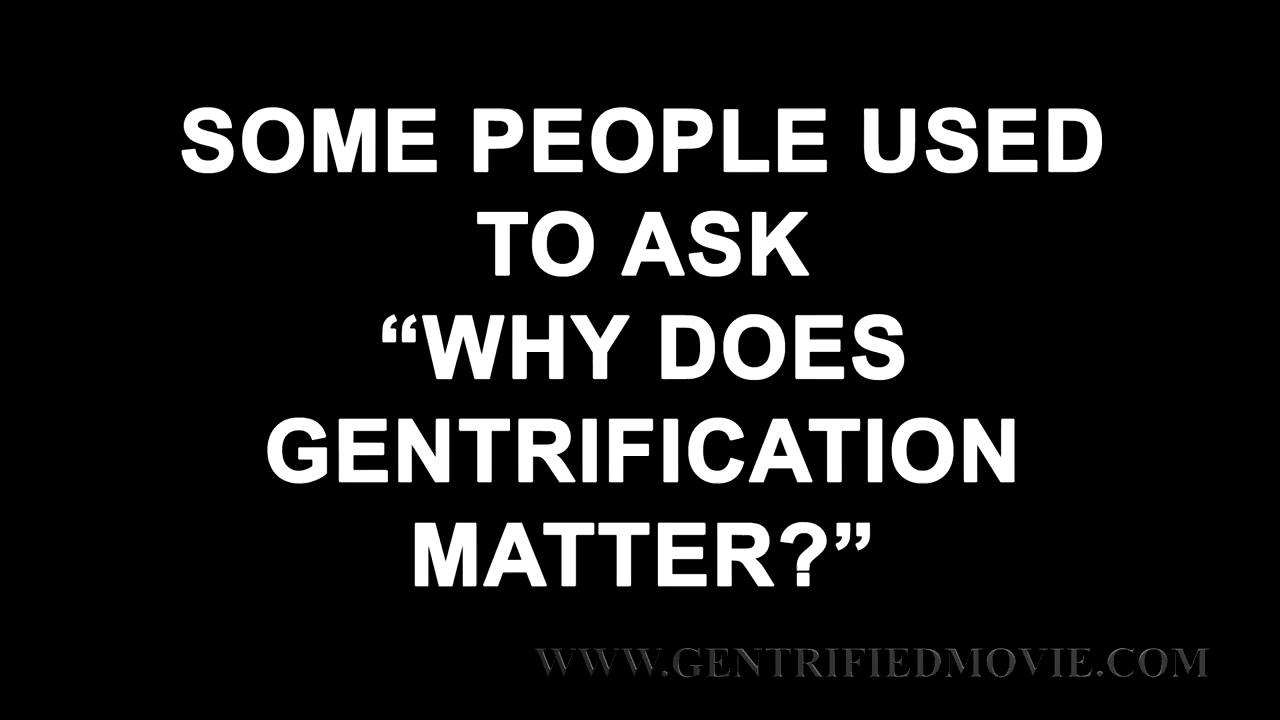 SOME PEOPLE USED
TO ASK
“WHY DOES
GENTRIFICATION
MATTER?”
WWW.GENTRIFIEDMOVIE.COM